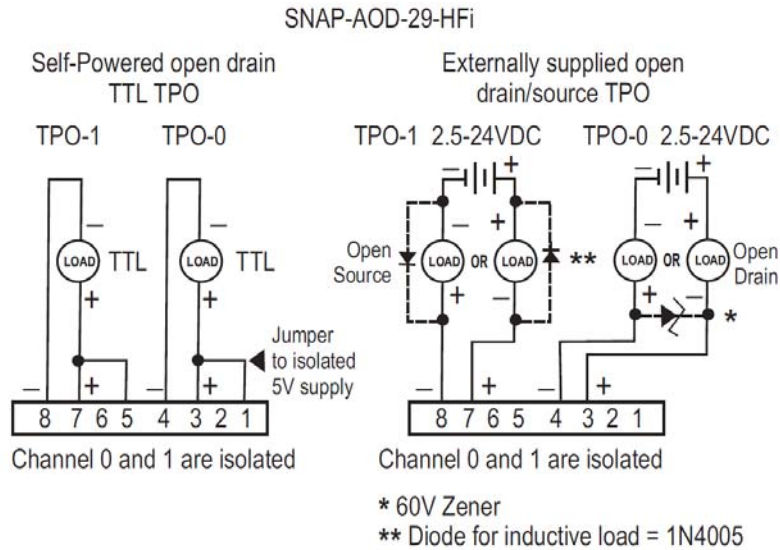 SNAP-AOD-29-HFi
Self-Powered open drain
TTL TPO
TPO-1 TPO-0
− −
LOAD TTL LOAD TTL
+ +
Jumper
to isolated
5V supply
− + − +
8 7 6 5 4 3 2 1
Channel 0 and 1 are isolated
Externally supplied open
drain/source TPO
TPO-1 2.5-24VDC TPO-0 2.5-24VDC
− + − +
− + − +
Open
Source
LOAD OR LOAD ** LOAD OR LOAD
Open
Drain
+ − + −
*
− + − +
8 7 6 5 4 3 2 1
Channel 0 and 1 are isolated
* 60V Zener
** Diode for inductive load = 1N4005